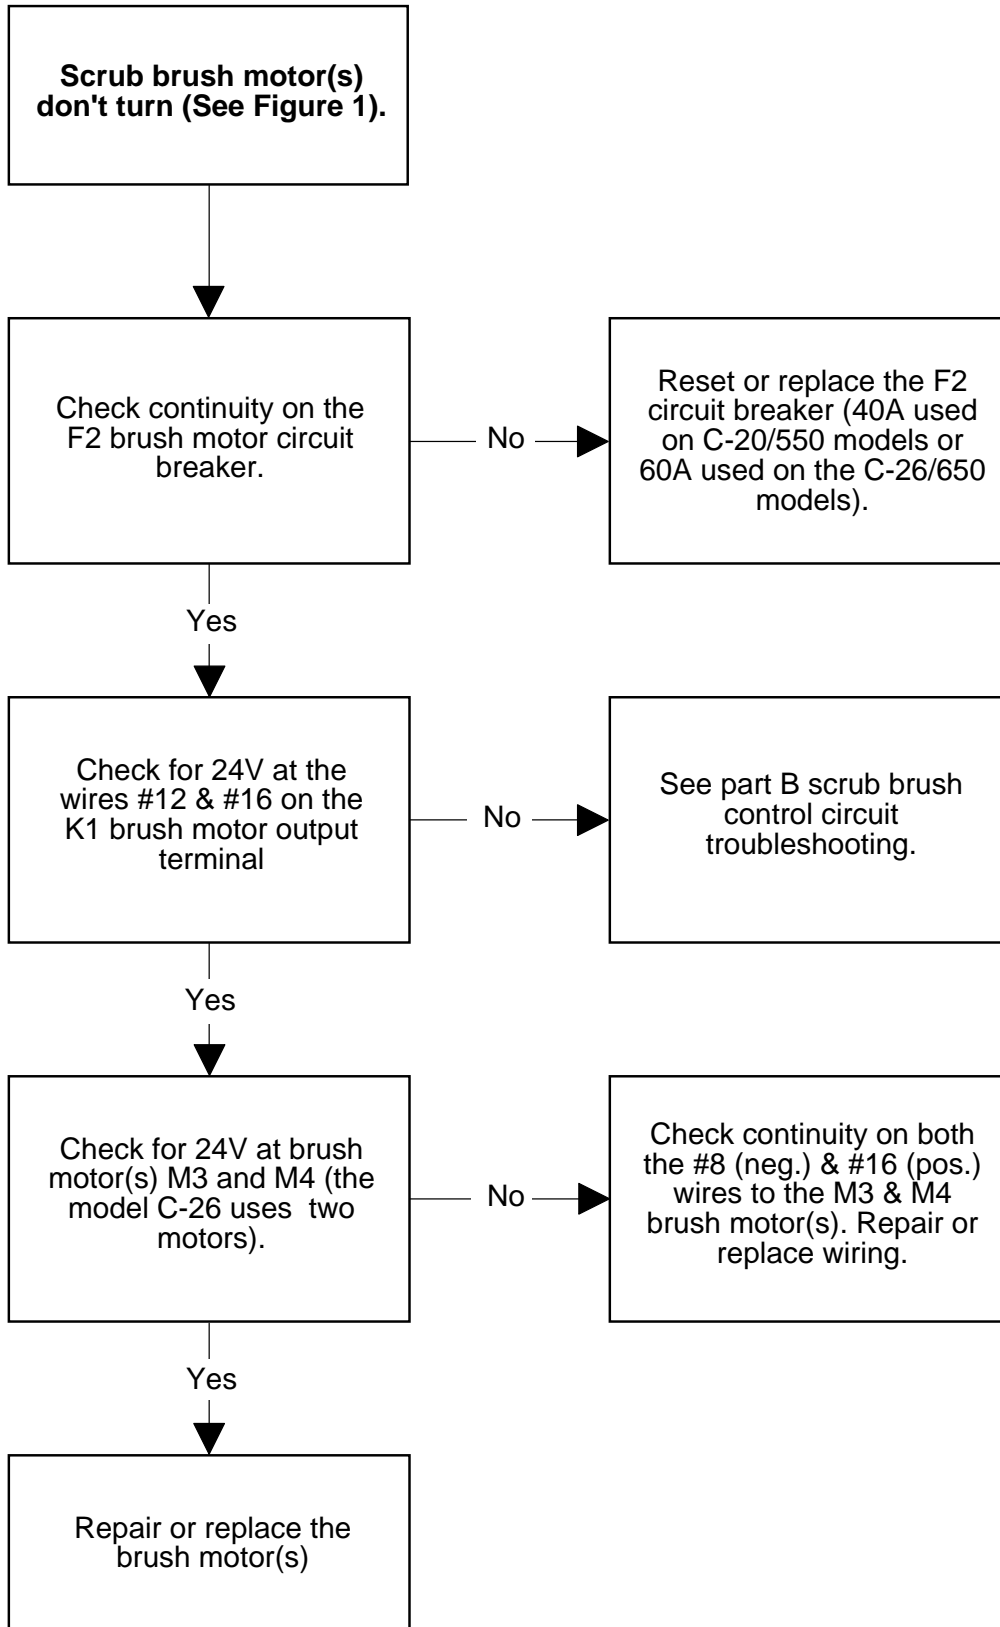 Scrub brush motor(s)
don't turn (See Figure 1).
Check continuity on the
F2 brush motor circuit
breaker.
No
Reset or replace the F2
circuit breaker (40A used
on C-20/550 models or
60A used on the C-26/650
models).
Yes
Check for 24V at the
wires #12 & #16 on the
K1 brush motor output
terminal
No
See part B scrub brush
control circuit
troubleshooting.
Yes
Check for 24V at brush
motor(s) M3 and M4 (the
model C-26 uses  two
motors).
No
Check continuity on both
the #8 (neg.) & #16 (pos.)
wires to the M3 & M4
brush motor(s). Repair or
replace wiring.
Yes
Repair or replace the
brush motor(s)